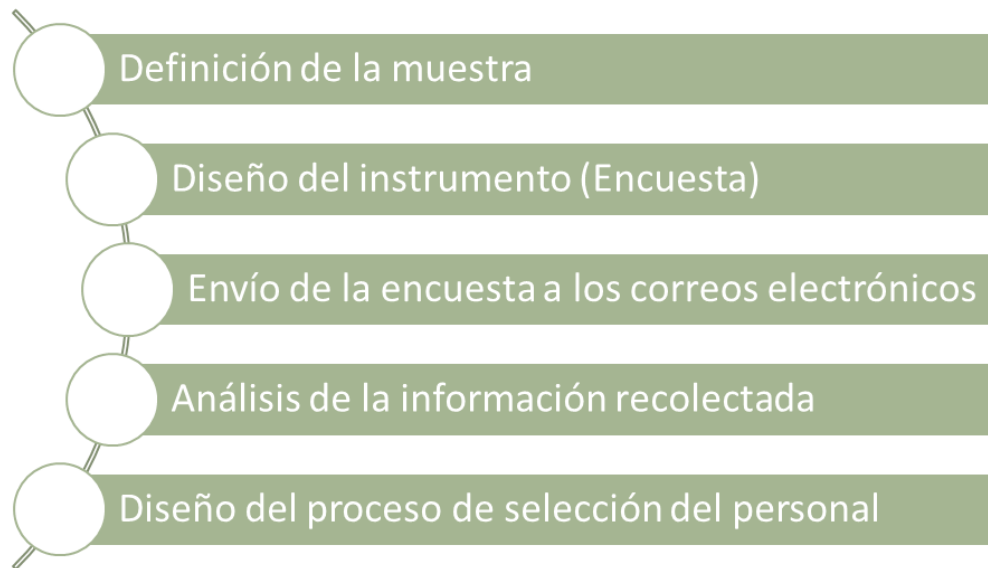 Definición de la muestra
Diseño del instrumento (Encuesta)
Envío de la encuesta a los correos electrónicos
Análisis de la información recolectada
Diseño del proceso de selección del personal